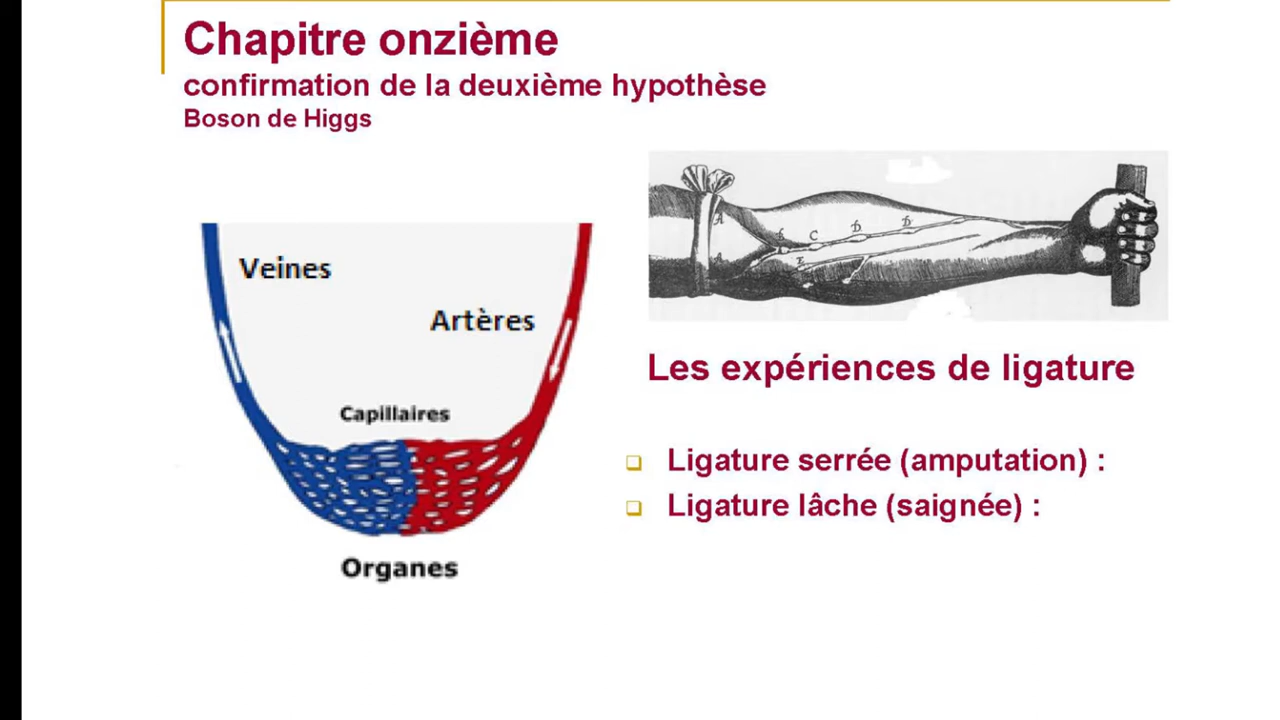 Chapitre onzième
confirmation de la deuxième hypothèse
Boson de Higgs
Veines
Artères
Capillaires
Organes
A
A
C
D
D
E
Les expériences de ligature
Ligature serrée (amputation) :
Ligature lâche (saignée) :